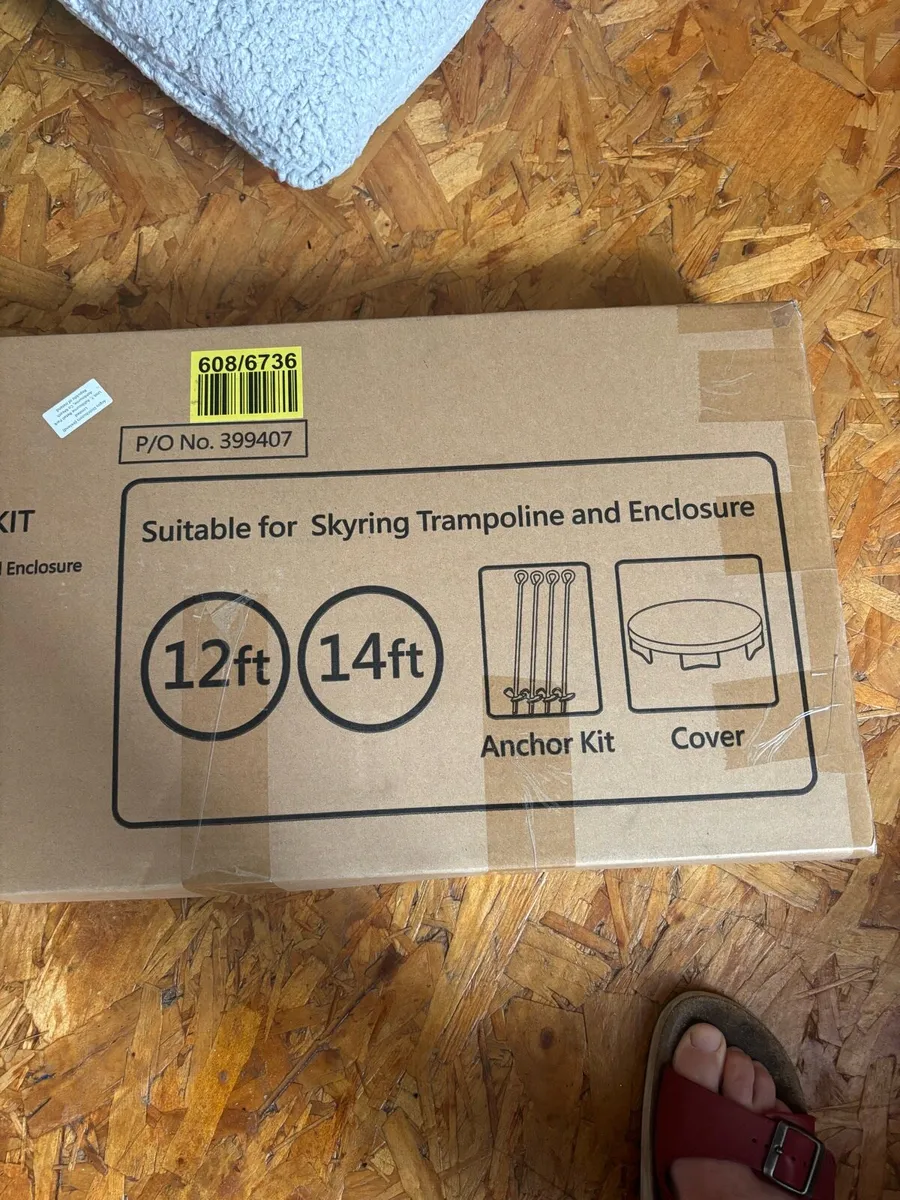 608/6736
P/O No. 399407
KIT
Enclosure
Suitable for Skyring Trampoline and Enclosure
12ft
14ft
Anchor Kit
Cover